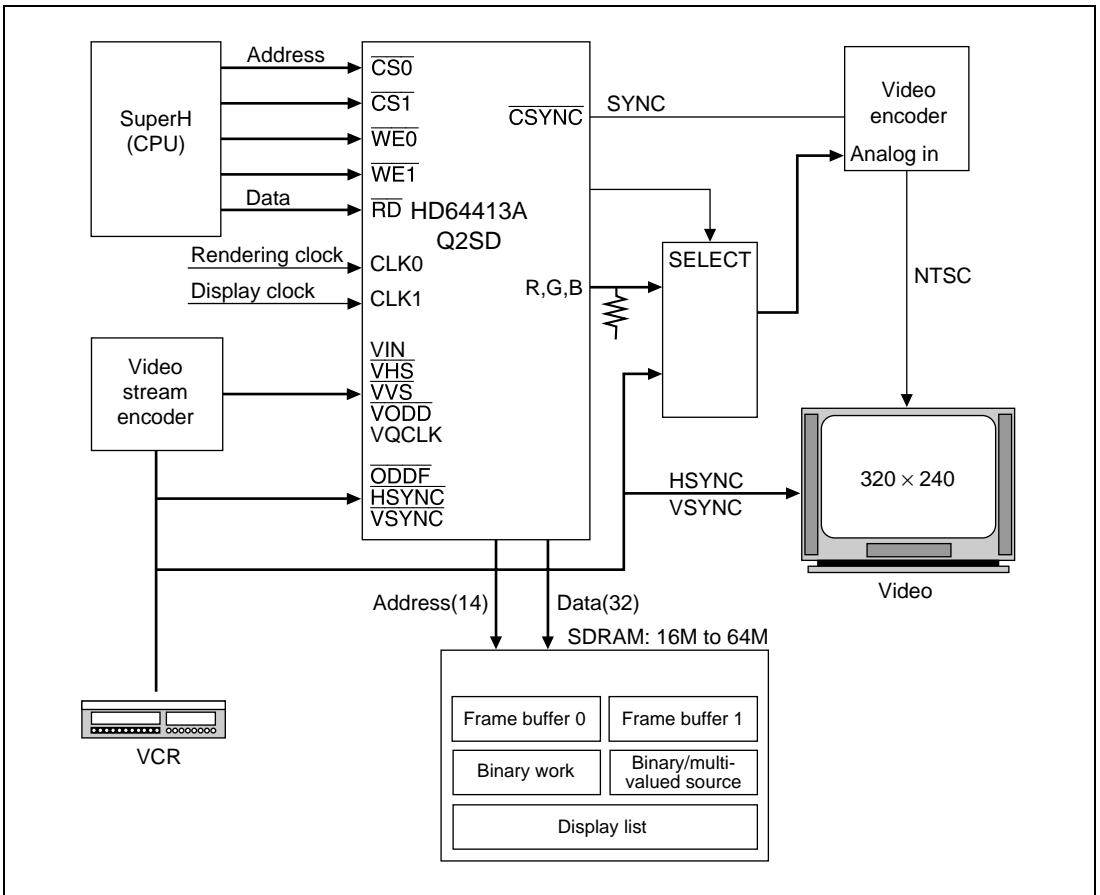 SuperH
(CPU)
Address
Data
Rendering clock
Display clock
Video
stream
encoder
CS0
CS1
WE0
WE1
RD
HD64413A
Q2SD
CLK0
CLK1
VIN
VHS
VVS
VODD
VQCLK
ODDF
HSYNC
VSYNC
CSYNC
R,G,B
SYNC
SELECT
Video
encoder
Analog in
NTSC
HSYNC
VSYNC
320 × 240
Video
VCR
Address(14)
Data(32)
SDRAM: 16M to 64M
Frame buffer 0
Frame buffer 1
Binary work
Binary/multi-
valued source
Display list